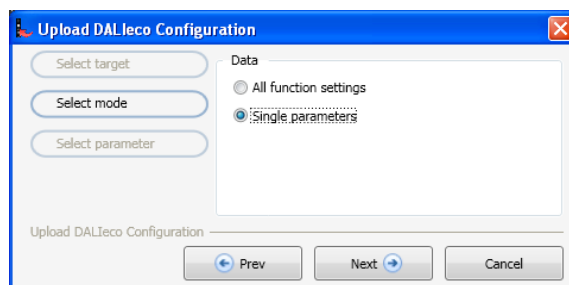 Upload DALIeco Configuration
Select target
Select mode
Select parameter
Data
All function settings
Single parameters
Upload DALIeco Configuration
Prev
Next
Cancel